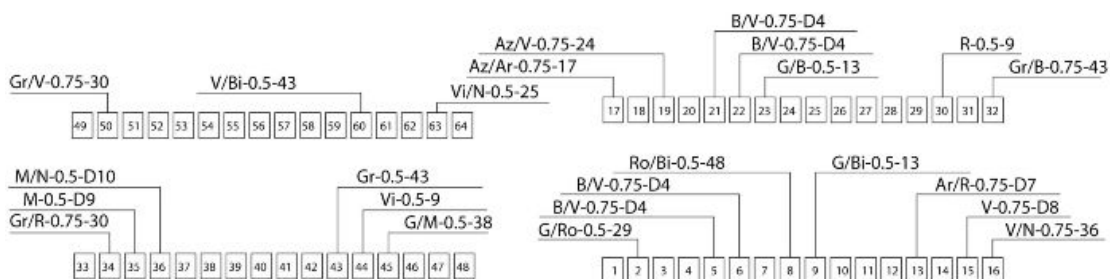 Gr/V-0.75-30
V/Bi-0.5-43
Vi/N-0.5-25
49 50 51 52 53 54 55 56 57 58 59 60 61 62 63 64
B/V-0.75-D4
Az/V-0.75-24
B/V-0.75-D4
R-0.5-9
Az/Ar-0.75-17
G/B-0.5-13
Gr/B-0.75-43
17 18 19 20 21 22 23 24 25 26 27 28 29 30 31 32
M/N-0.5-D10
Gr-0.5-43
M-0.5-D9
Vi-0.5-9
Gr/R-0.75-30
G/M-0.5-38
33 34 35 36 37 38 39 40 41 42 43 44 45 46 47 48
Ro/Bi-0.5-48
G/Bi-0.5-13
B/V-0.75-D4
Ar/R-0.75-D7
B/V-0.75-D4
V-0.75-D8
G/Ro-0.5-29
V/N-0.75-36
1 2 3 4 5 6 7 8 9 10 11 12 13 14 15 16